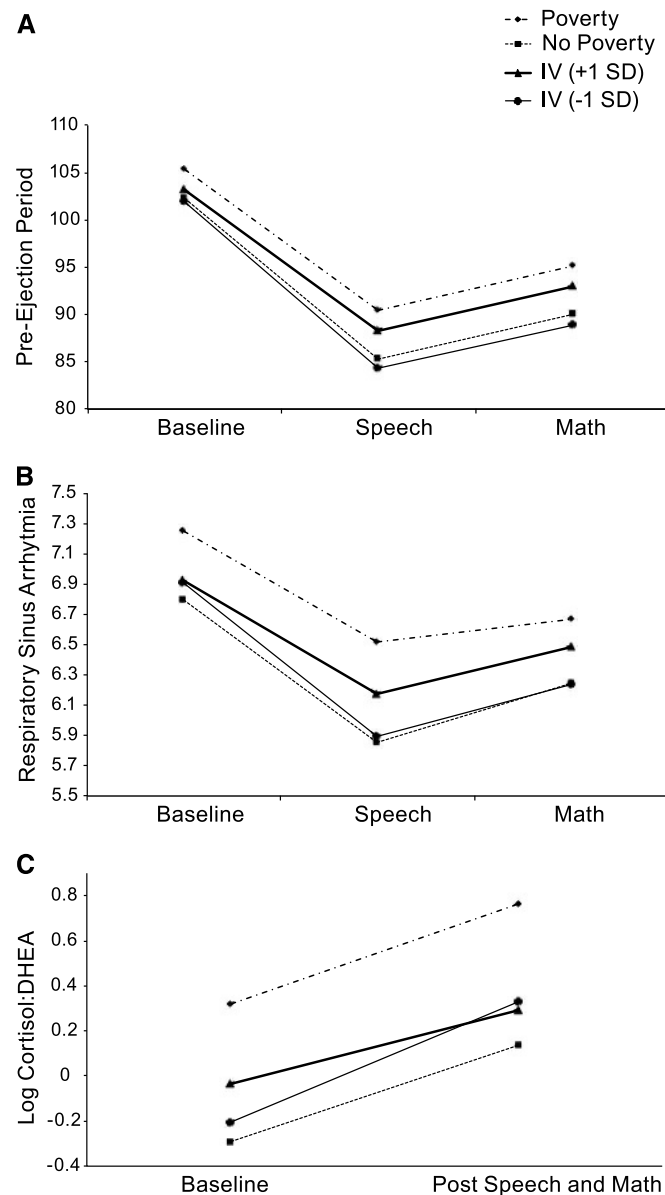 A
Poverty
No Poverty
IV (+1 SD)
IV (-1 SD)
Pre-Ejection Period
110
105
100
95
90
85
80
Baseline Speech Math
B
Respiratory Sinus Arrhytmia
7.5
7.3
7.1
6.9
6.7
6.5
6.3
6.1
5.9
5.7
5.5
Baseline Speech Math
C
Log Cortisol:DHEA
0.8
0.6
0.4
0.2
0
-0.2
-0.4
Baseline Post Speech and Math